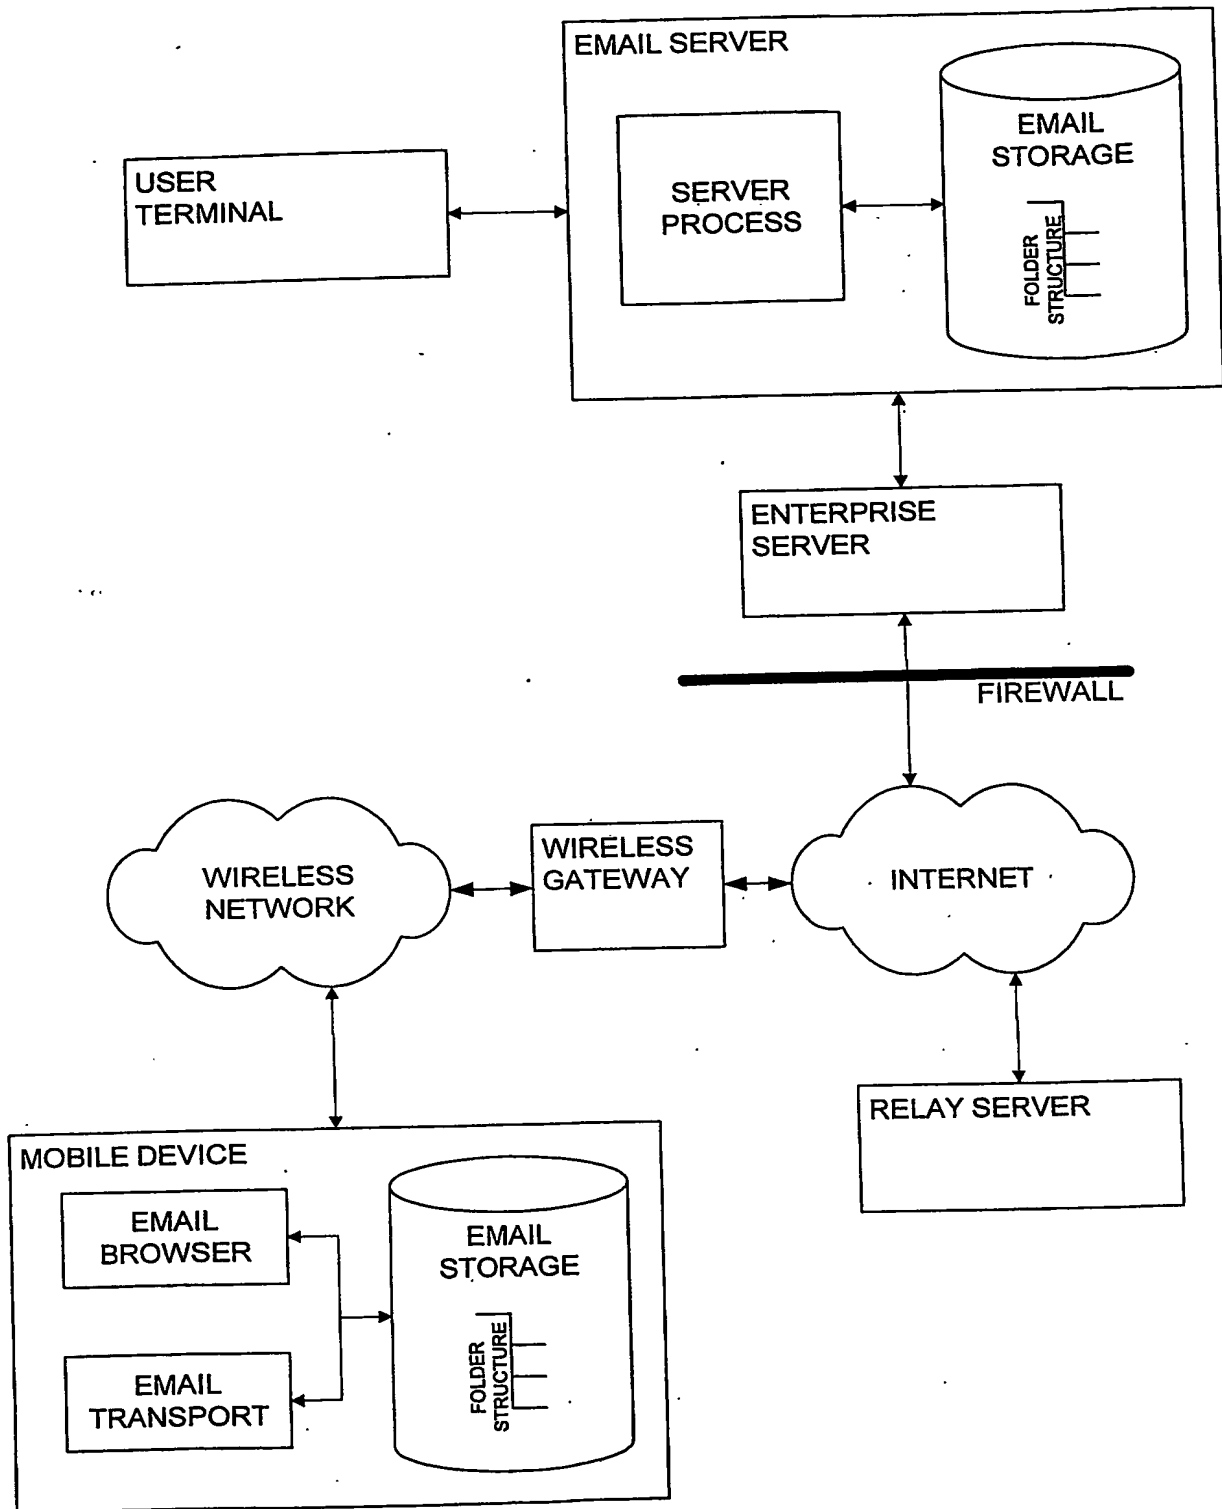 EMAIL SERVER
EMAIL
STORAGE
USER
TERMINAL
SERVER
PROCESS
FOLDER
STRUCTURE
ENTERPRISE
SERVER
FIREWALL
WIRELESS
NETWORK
WIRELESS
GATEWAY
INTERNET
RELAY SERVER
MOBILE DEVICE
EMAIL
BROWSER
EMAIL
STORAGE
FOLDER
STRUCTURE
EMAIL
TRANSPORT